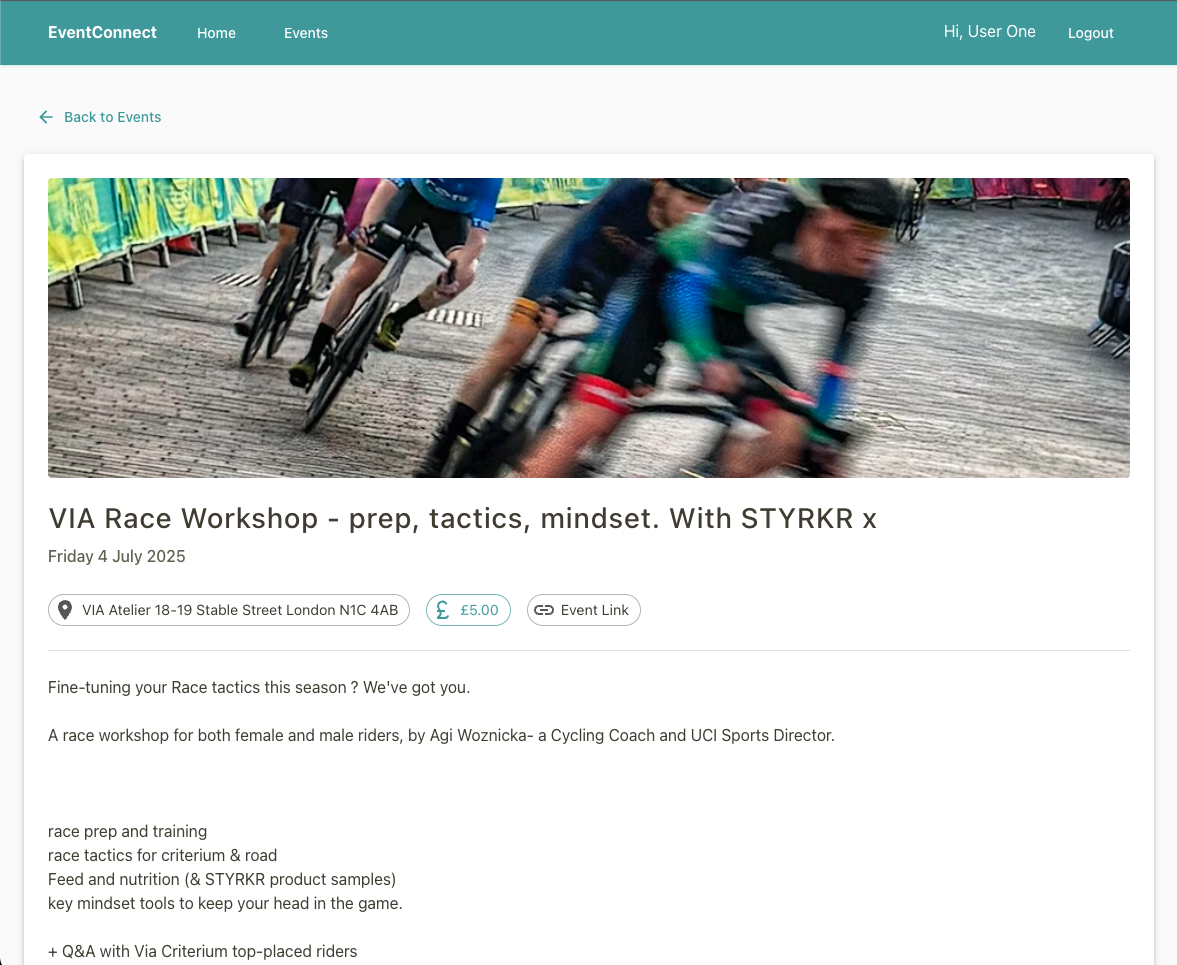 EventConnect Home Events Hi, User One Logout
Back to Events
VIA Race Workshop - prep, tactics, mindset. With STYRKR x
Friday 4 July 2025
VIA Atelier 18-19 Stable Street London N1C 4AB £ £5.00 Event Link
Fine-tuning your Race tactics this season ? We've got you.
A race workshop for both female and male riders, by Agi Woznicka- a Cycling Coach and UCI Sports Director.
race prep and training
race tactics for criterium & road
Feed and nutrition (& STYRKR product samples)
key mindset tools to keep your head in the game.
+ Q&A with Via Criterium top-placed riders